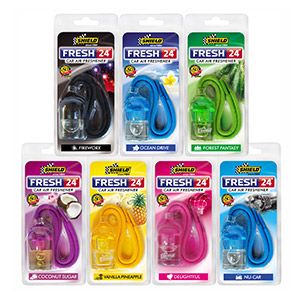 SHIELD
FRESH 24
CAR AIR FRESHENER
FIREWORX
SHIELD
FRESH 24
CAR AIR FRESHENER
OCEAN DRIVE
SHIELD
FRESH 24
CAR AIR FRESHENER
FOREST FANTASY
SHIELD
FRESH 24
CAR AIR FRESHENER
COCONUT SUGAR
SHIELD
FRESH 24
CAR AIR FRESHENER
VANILLA PINEAPPLE
SHIELD
FRESH 24
CAR AIR FRESHENER
DELIGHTFUL
SHIELD
FRESH 24
CAR AIR FRESHENER
NU CAR